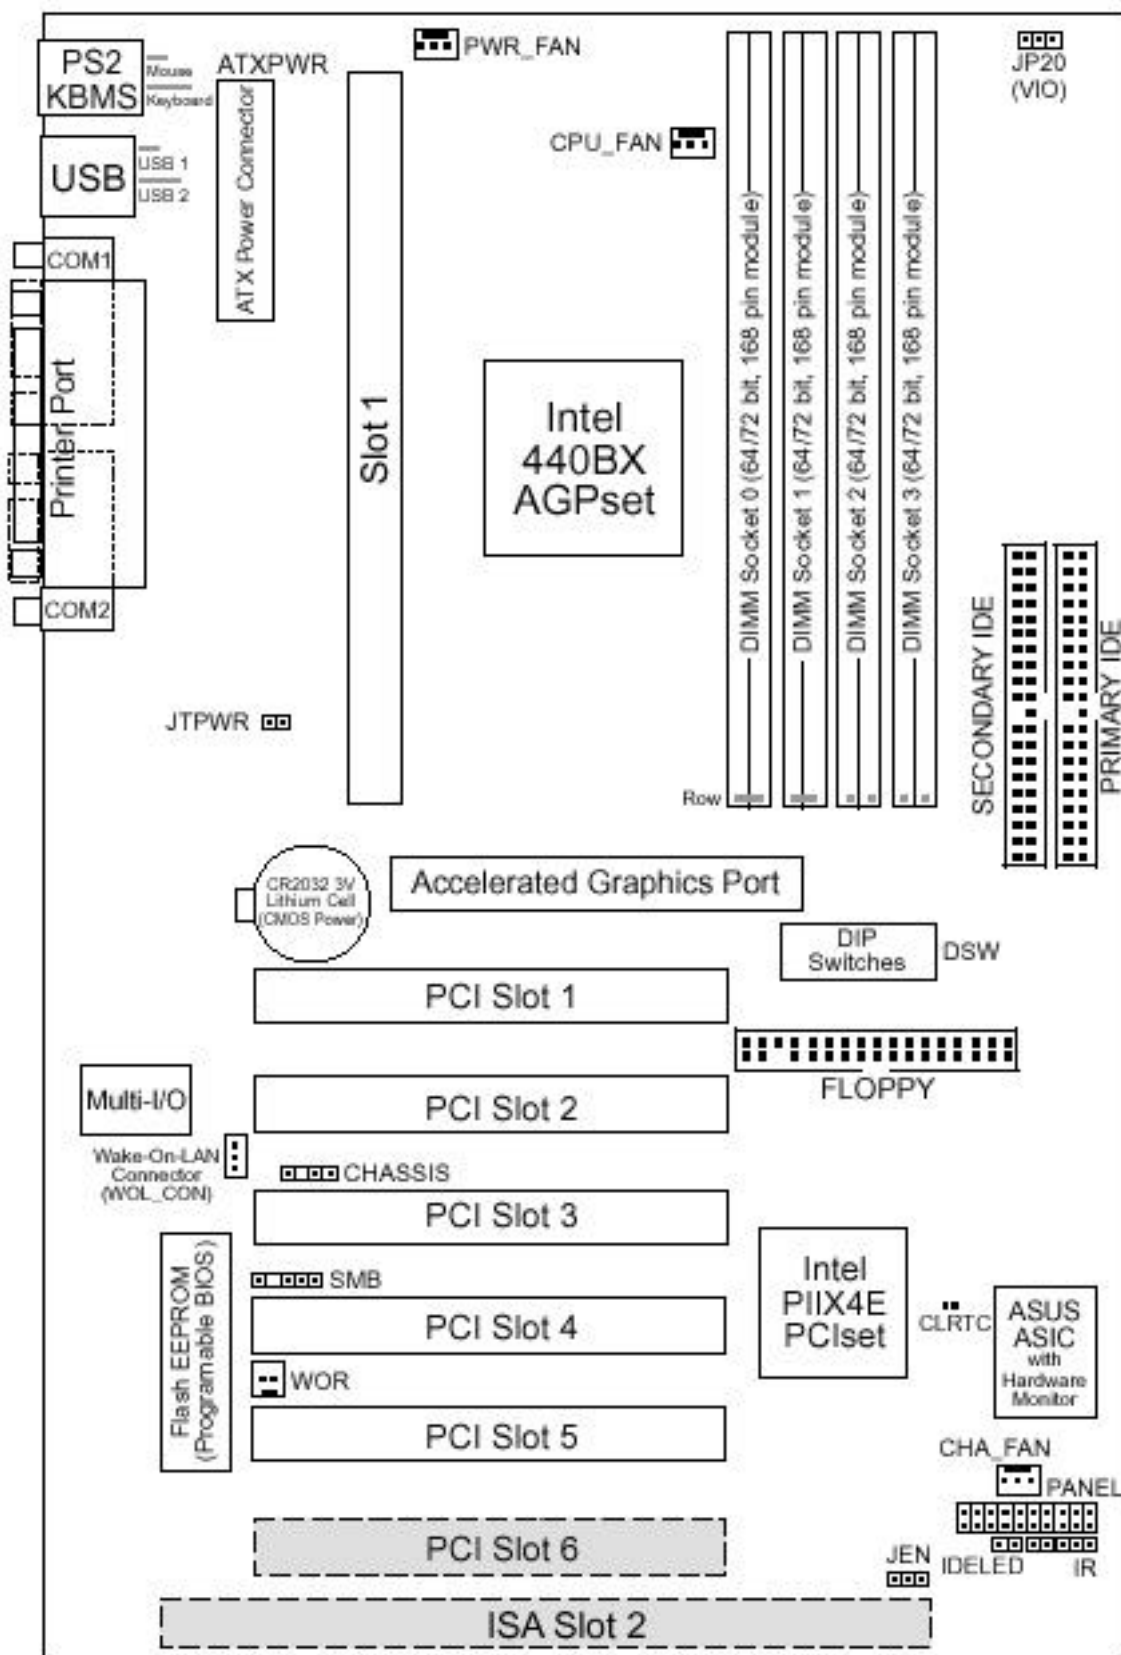 PS2
KBMS
Mouse
Keyboard
ATXPWR
PWR_FAN
JP20
(VIO)
CPU_FAN
USB
USB 1
USB 2
ATX Power Connector
COM1
Printer Port
COM2
Slot 1
Intel
440BX
AGPset
DIMM Socket 0 (64/72 bit, 168 pin module)
DIMM Socket 1 (64/72 bit, 168 pin module)
DIMM Socket 2 (64/72 bit, 168 pin module)
DIMM Socket 3 (64/72 bit, 168 pin module)
SECONDARY IDE
PRIMARY IDE
JTPWR
Row
CR2032 3V
Lithium Cell
(CMOS Power)
Accelerated Graphics Port
DIP
Switches
DSW
PCI Slot 1
FLOPPY
Multi-I/O
PCI Slot 2
Wake-On-LAN
Connector
(WOL_CON)
CHASSIS
PCI Slot 3
Flash EEPROM
(Programable BIOS)
SMB
PCI Slot 4
Intel
PIIX4E
PCIset
CLRTC
ASUS
ASIC
with
Hardware
Monitor
WOR
PCI Slot 5
CHA_FAN
PANEL
PCI Slot 6
JEN
IDELED
IR
ISA Slot 2